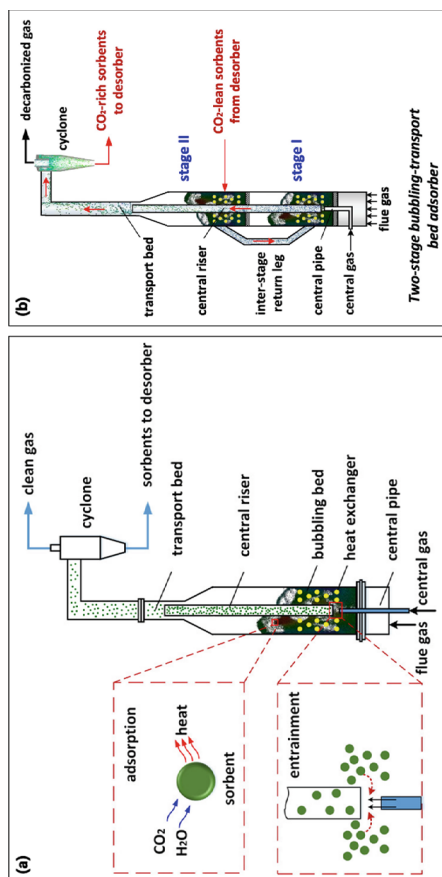 (a)
clean gas
cyclone
sorbents to desorber
transport bed
central riser
bubbling bed
heat exchanger
central pipe
flue gas
central gas
adsorption
CO₂
H₂O
heat
sorbent
entrainment
(b)
decarbonized gas
cyclone
CO₂-rich sorbents
to desorber
transport bed
stage II
CO₂-lean sorbents
from desorber
central riser
stage I
inter-stage
return leg
central pipe
central gas
flue gas
Two-stage bubbling-transport
bed adsorber